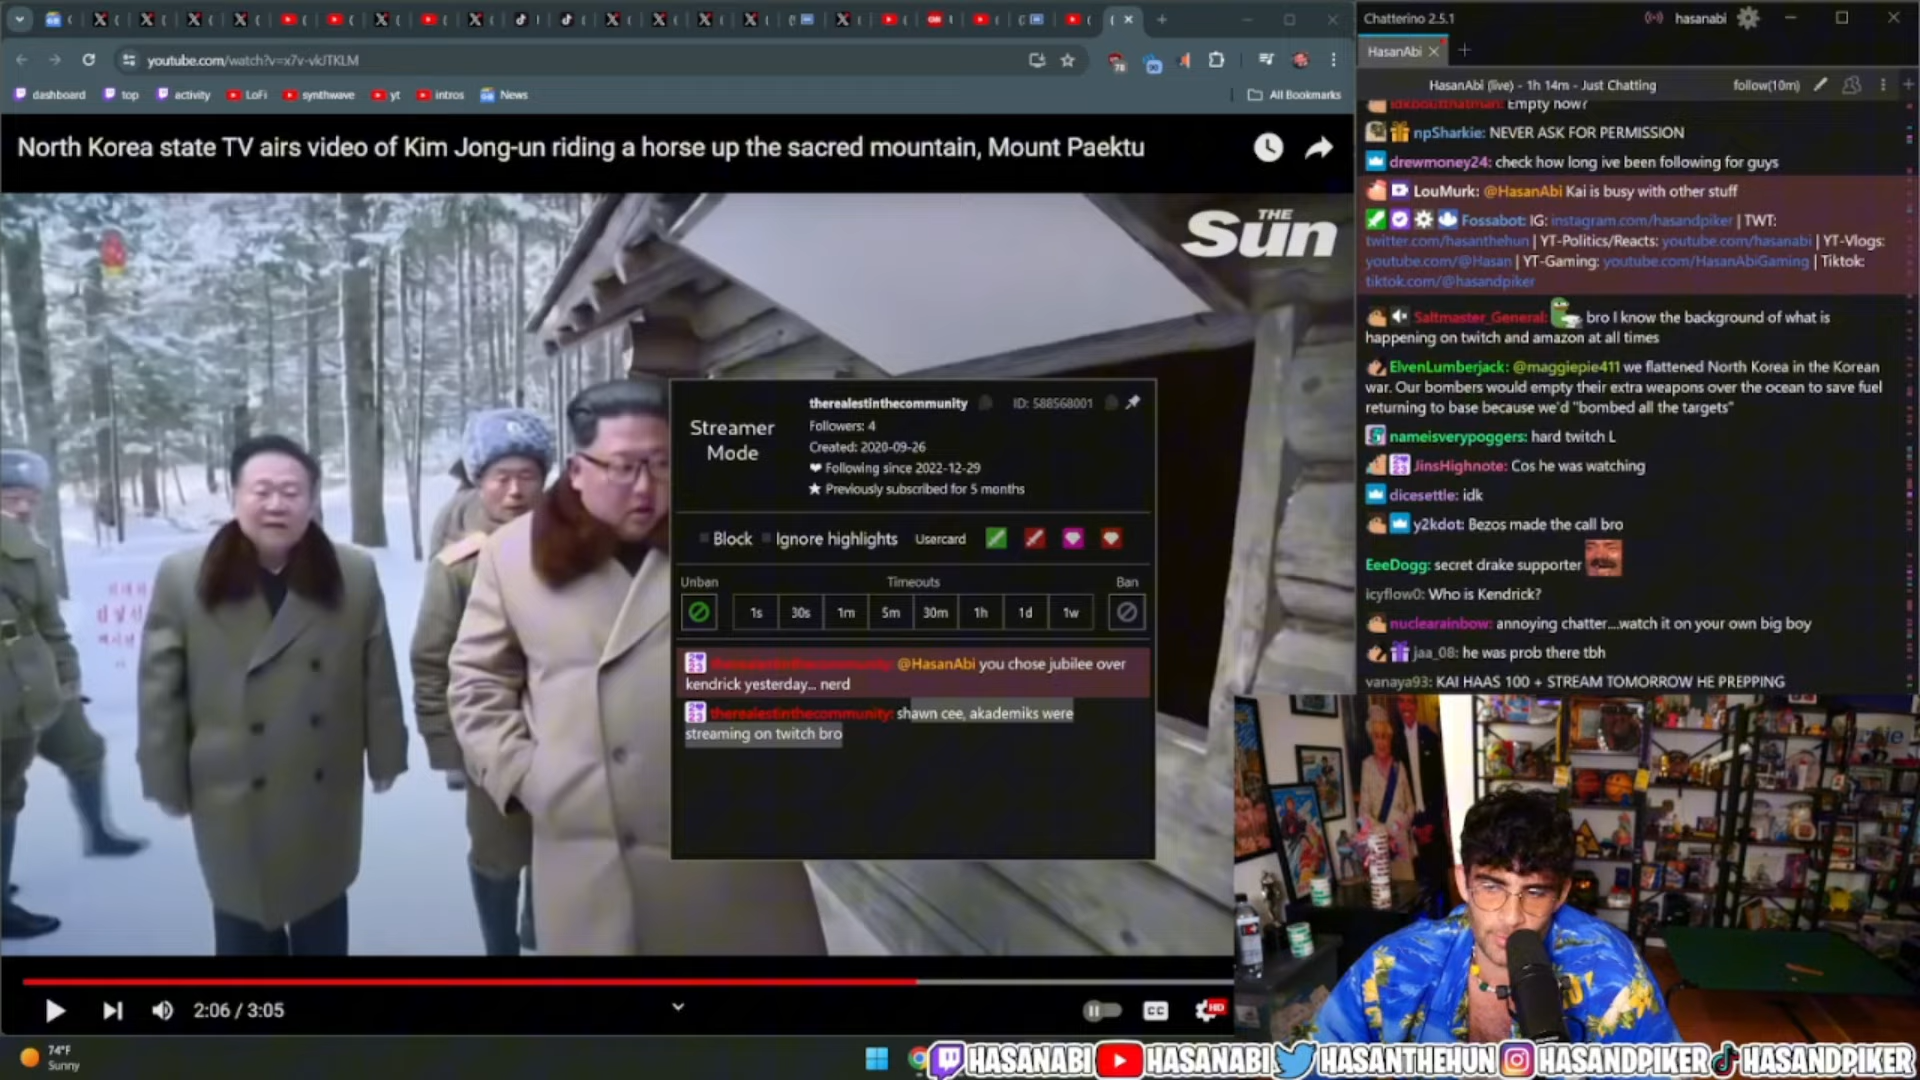 youtube.com/watch?v=x7v-vkJTKLM
dashboard
top
activity
LoFi
synthwave
yt
intros
News
All Bookmarks
North Korea state TV airs video of Kim Jong-un riding a horse up the sacred mountain, Mount Paektu
THE
Sun
Streamer
Mode
therealestinthecommunity
ID: 588568001
Followers: 4
Created: 2020-09-26
Following since 2022-12-29
Previously subscribed for 5 months
Block
Ignore highlights
Usercard
Unban
Timeouts
Ban
1s 30s 1m 5m 30m 1h 1d 1w
therealestinthecommunity: @HasanAbi you chose jubilee over
kendrick yesterday... nerd
therealestinthecommunity: shawn cee, akademiks were
streaming on twitch bro
2:06 / 3:05
CC
HD
74°F
Sunny
Chatterino 2.5.1
hasanabi
HasanAbi
HasanAbi (live) - 1h 14m - Just Chatting
follow(10m)
idkboutthatman: Empty now?
npSharkie: NEVER ASK FOR PERMISSION
drewmoney24: check how long ive been following for guys
LouMurk: @HasanAbi Kai is busy with other stuff
Fossabot: IG: instagram.com/hasandpiker | TWT:
twitter.com/hasanthehun | YT-Politics/Reacts: youtube.com/hasanabi | YT-Vlogs:
youtube.com/@Hasan | YT-Gaming: youtube.com/HasanAbiGaming | Tiktok:
tiktok.com/@hasandpiker
Saltmaster_General: bro I know the background of what is
happening on twitch and amazon at all times
ElvenLumberjack: @maggiepie411 we flattened North Korea in the Korean
war. Our bombers would empty their extra weapons over the ocean to save fuel
returning to base because we'd "bombed all the targets"
nameisverypoggers: hard twitch L
JinsHighnote: Cos he was watching
dicesettle: idk
y2kdot: Bezos made the call bro
EeeDogg: secret drake supporter
icyflow0: Who is Kendrick?
nuclearainbow: annoying chatter....watch it on your own big boy
jaa_08: he was prob there tbh
vanaya93: KAI HAAS 100 + STREAM TOMORROW HE PREPPING
HASANABI
HASANABI
HASANTHEHUN
HASANDPIKER
HASANDPIKER